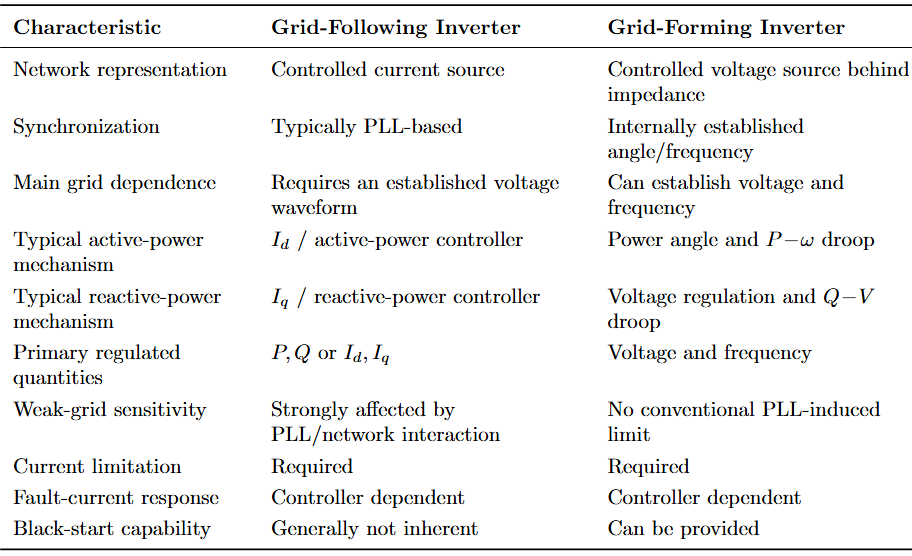 Characteristic Grid-Following Inverter Grid-Forming Inverter
Network representation Controlled current source Controlled voltage source behind
impedance
Synchronization Typically PLL-based Internally established
angle/frequency
Main grid dependence Requires an established voltage Can establish voltage and
waveform frequency
Typical active-power I_d / active-power controller Power angle and P−ω droop
mechanism
Typical reactive-power I_q / reactive-power controller Voltage regulation and Q−V
mechanism droop
Primary regulated P, Q or I_d, I_q Voltage and frequency
quantities
Weak-grid sensitivity Strongly affected by No conventional PLL-induced
PLL/network interaction limit
Current limitation Required Required
Fault-current response Controller dependent Controller dependent
Black-start capability Generally not inherent Can be provided